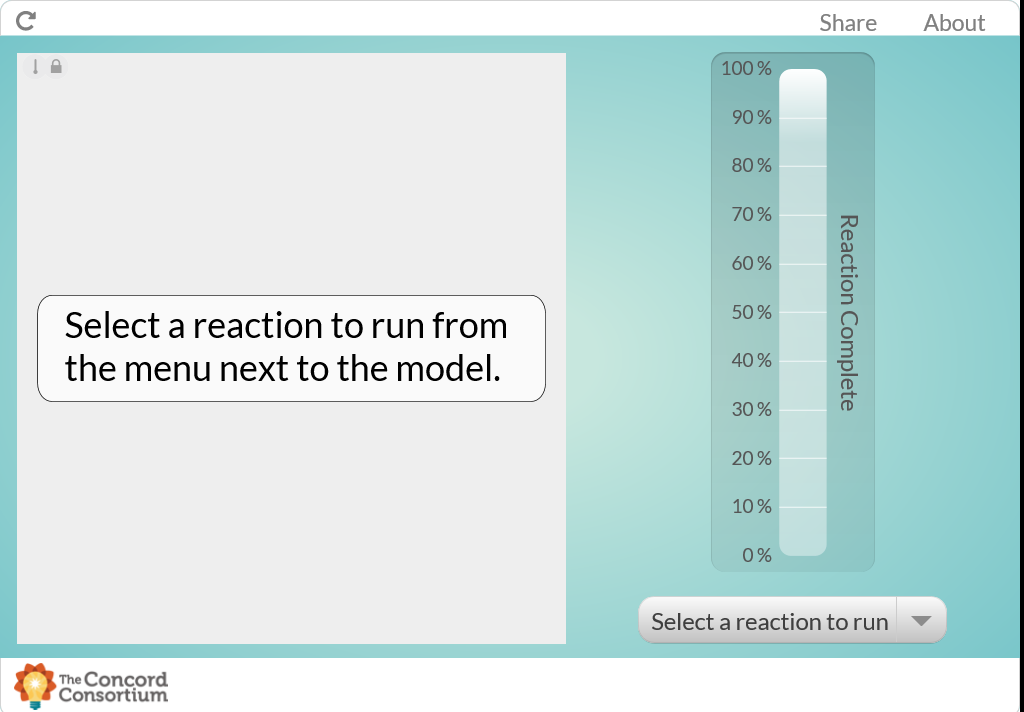 Share
About
Select a reaction to run from
the menu next to the model.
100 %
90 %
80 %
70 %
60 %
50 %
40 %
30 %
20 %
10 %
0 %
Reaction Complete
Select a reaction to run
The Concord
Consortium